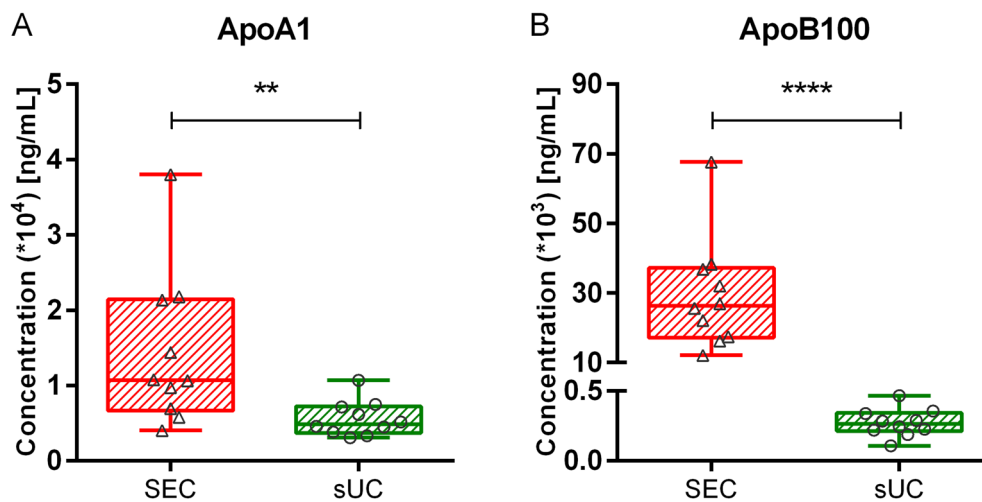 A
ApoA1
Concentration (*10⁴) [ng/mL]
5
4
3
2
1
0
**
SEC
sUC
B
ApoB100
Concentration (*10³) [ng/mL]
90
70
50
30
10
0.5
0.0
****
SEC
sUC